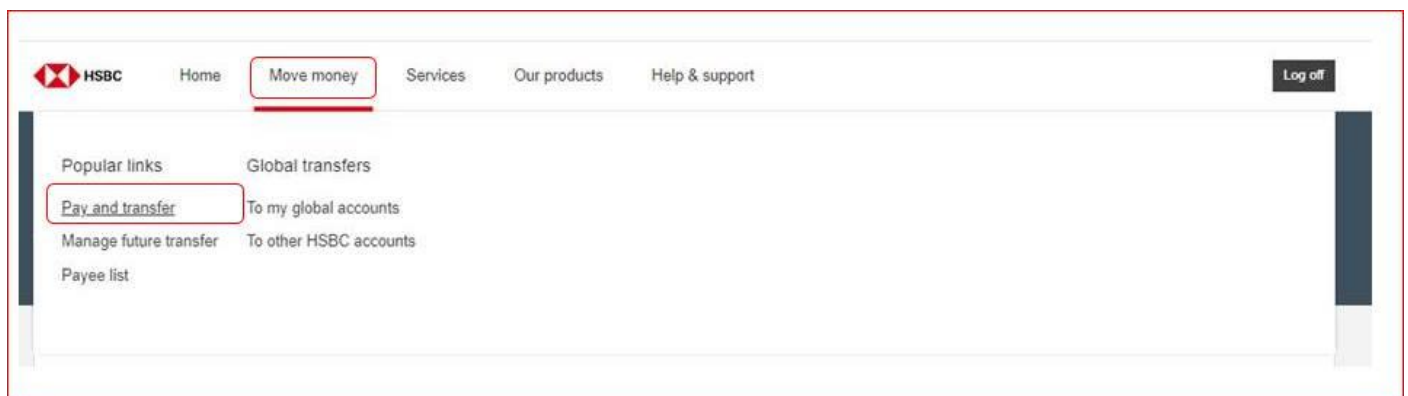 HSBC Home Move money Services Our products Help & support Log off
Popular links Global transfers
Pay and transfer To my global accounts
Manage future transfer To other HSBC accounts
Payee list